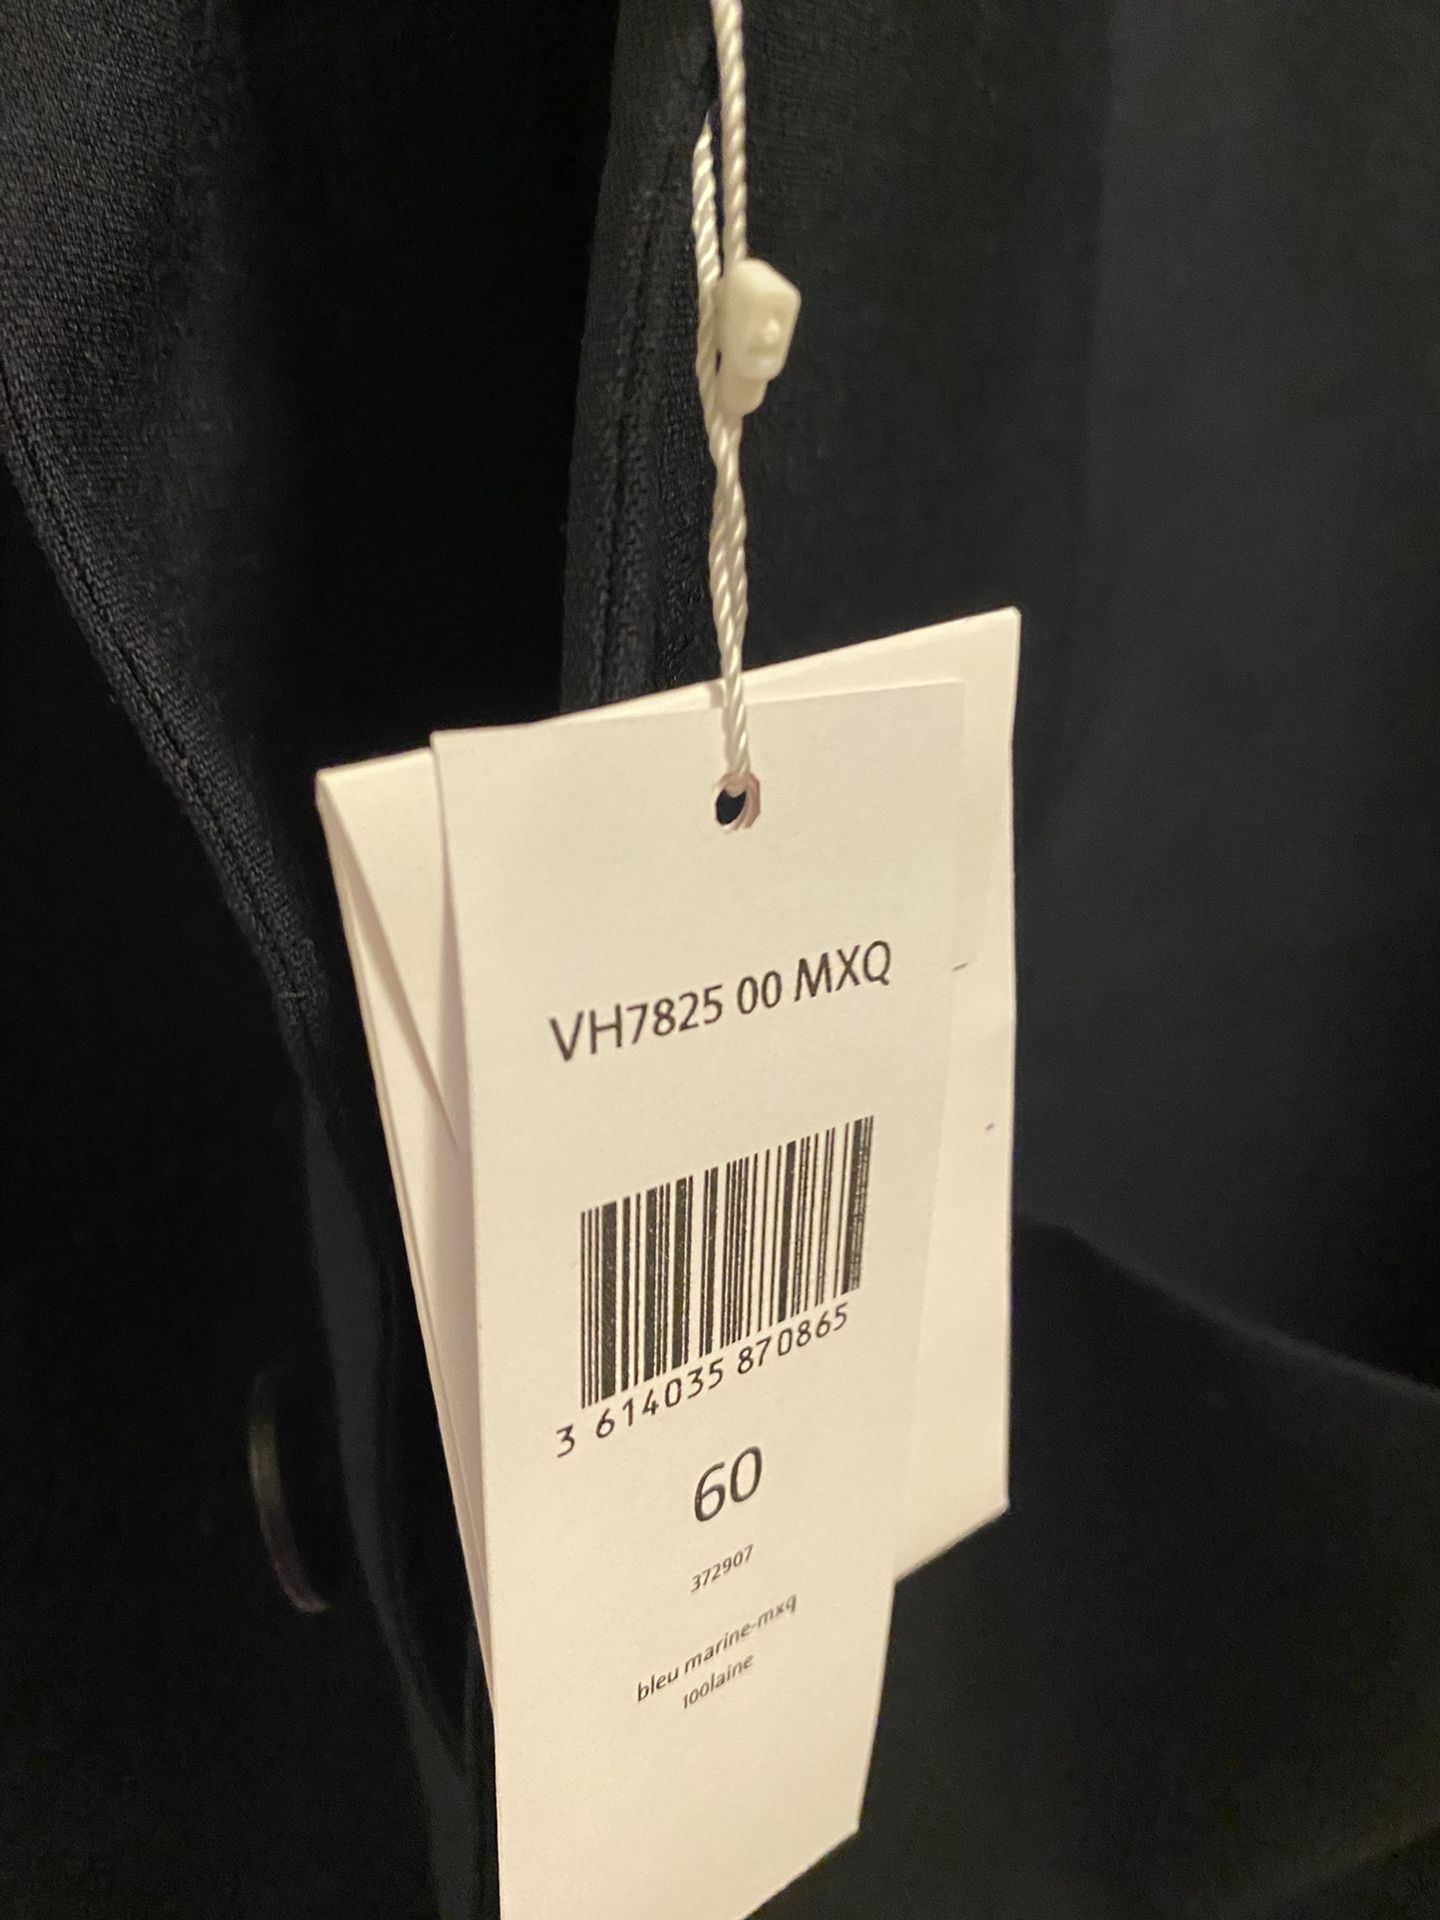 VH7825 00 MXQ
3 614035 870865
60
372907
bleu marine-mxq
100laine